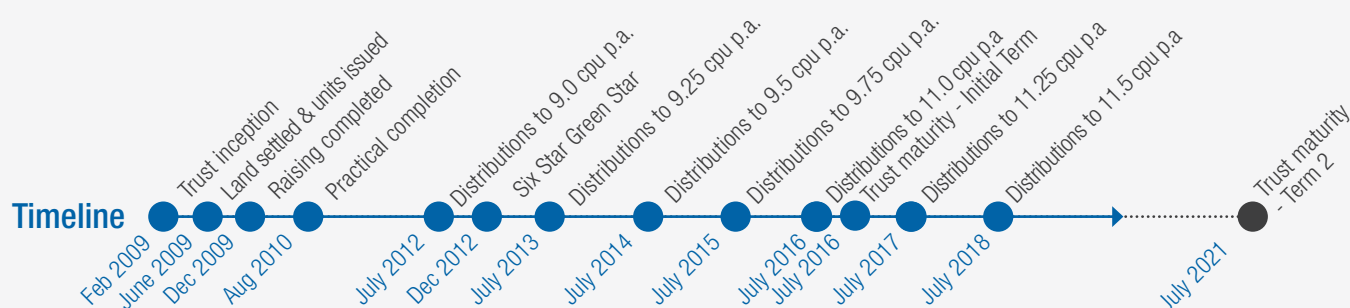 Timeline
Trust inception
Land settled & units issued
Raising completed
Practical completion
Distributions to 9.0 cpu p.a.
Six Star Green Star
Distributions to 9.25 cpu p.a.
Distributions to 9.5 cpu p.a.
Distributions to 9.75 cpu p.a.
Distributions to 11.0 cpu p.a
Trust maturity - Initial Term
Distributions to 11.25 cpu p.a
Distributions to 11.5 cpu p.a
Trust maturity
- Term 2
Feb 2009
June 2009
Dec 2009
Aug 2010
July 2012
Dec 2012
July 2013
July 2014
July 2015
July 2016
July 2016
July 2017
July 2018
July 2021